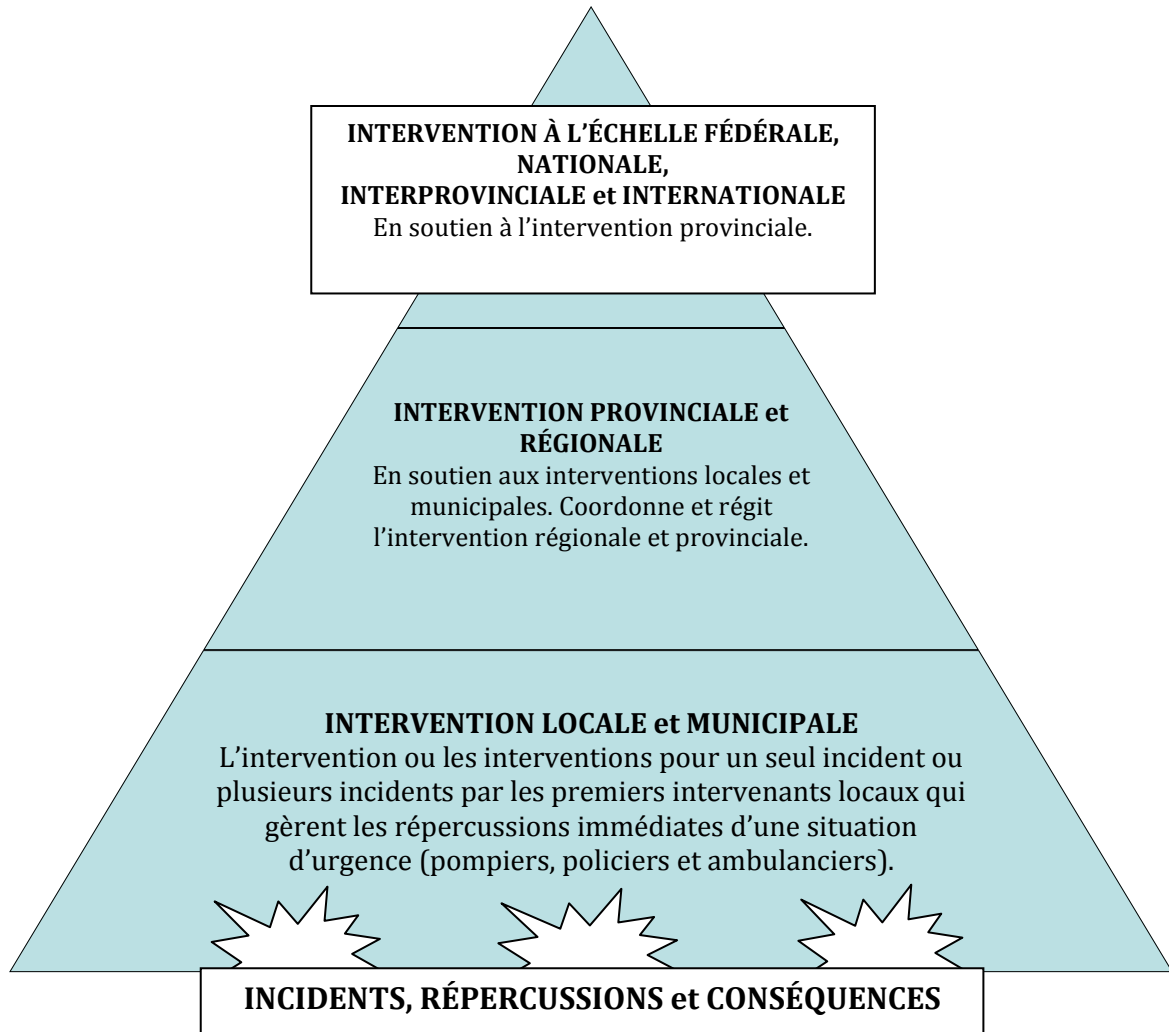 INTERVENTION À L’ÉCHELLE FÉDÉRALE,
NATIONALE,
INTERPROVINCIALE et INTERNATIONALE
En soutien à l’intervention provinciale.
INTERVENTION PROVINCIALE et
RÉGIONALE
En soutien aux interventions locales et
municipales. Coordonne et régit
l’intervention régionale et provinciale.
INTERVENTION LOCALE et MUNICIPALE
L’intervention ou les interventions pour un seul incident ou
plusieurs incidents par les premiers intervenants locaux qui
gèrent les répercussions immédiates d’une situation
d’urgence (pompiers, policiers et ambulanciers).
INCIDENTS, RÉPERCUSSIONS et CONSÉQUENCES